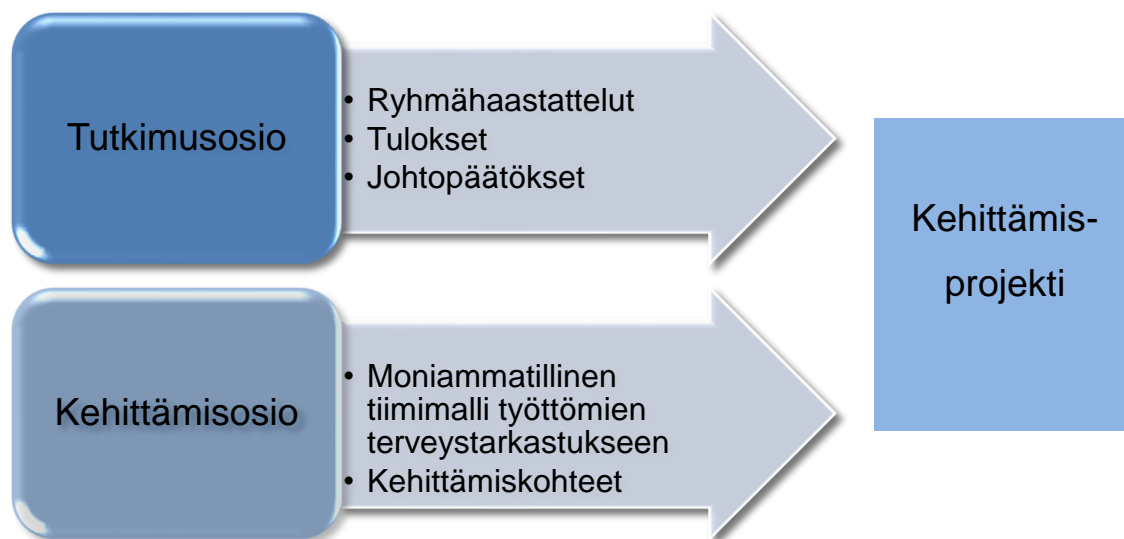 Tutkimusosio
• Ryhmähaastattelut
• Tulokset
• Johtopäätökset
Kehittämisosio
• Moniammatillinen
tiimimalli työttömien
terveystarkastukseen
• Kehittämiskohteet
Kehittämis-
projekti